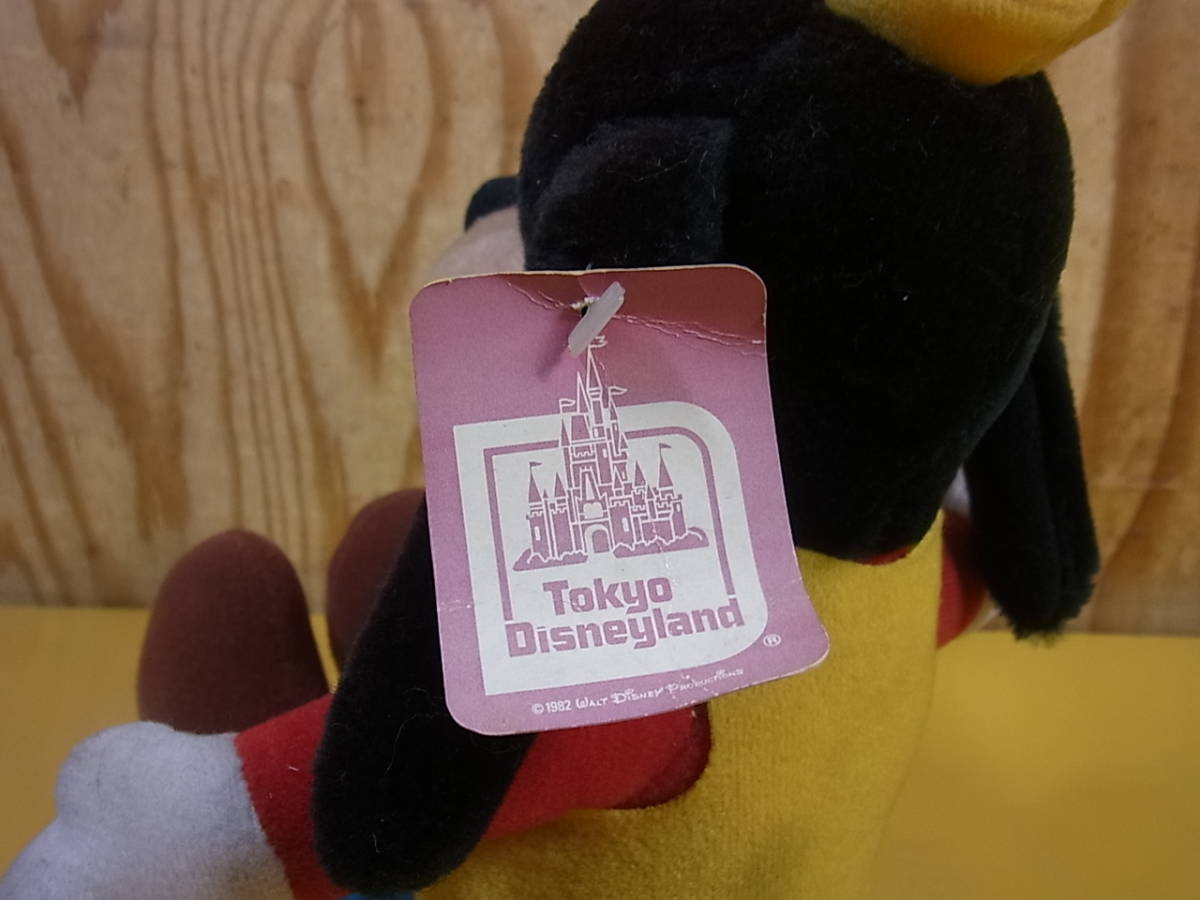 Tokyo
Disneyland
®
© 1982 WALT DISNEY PRODUCTIONS